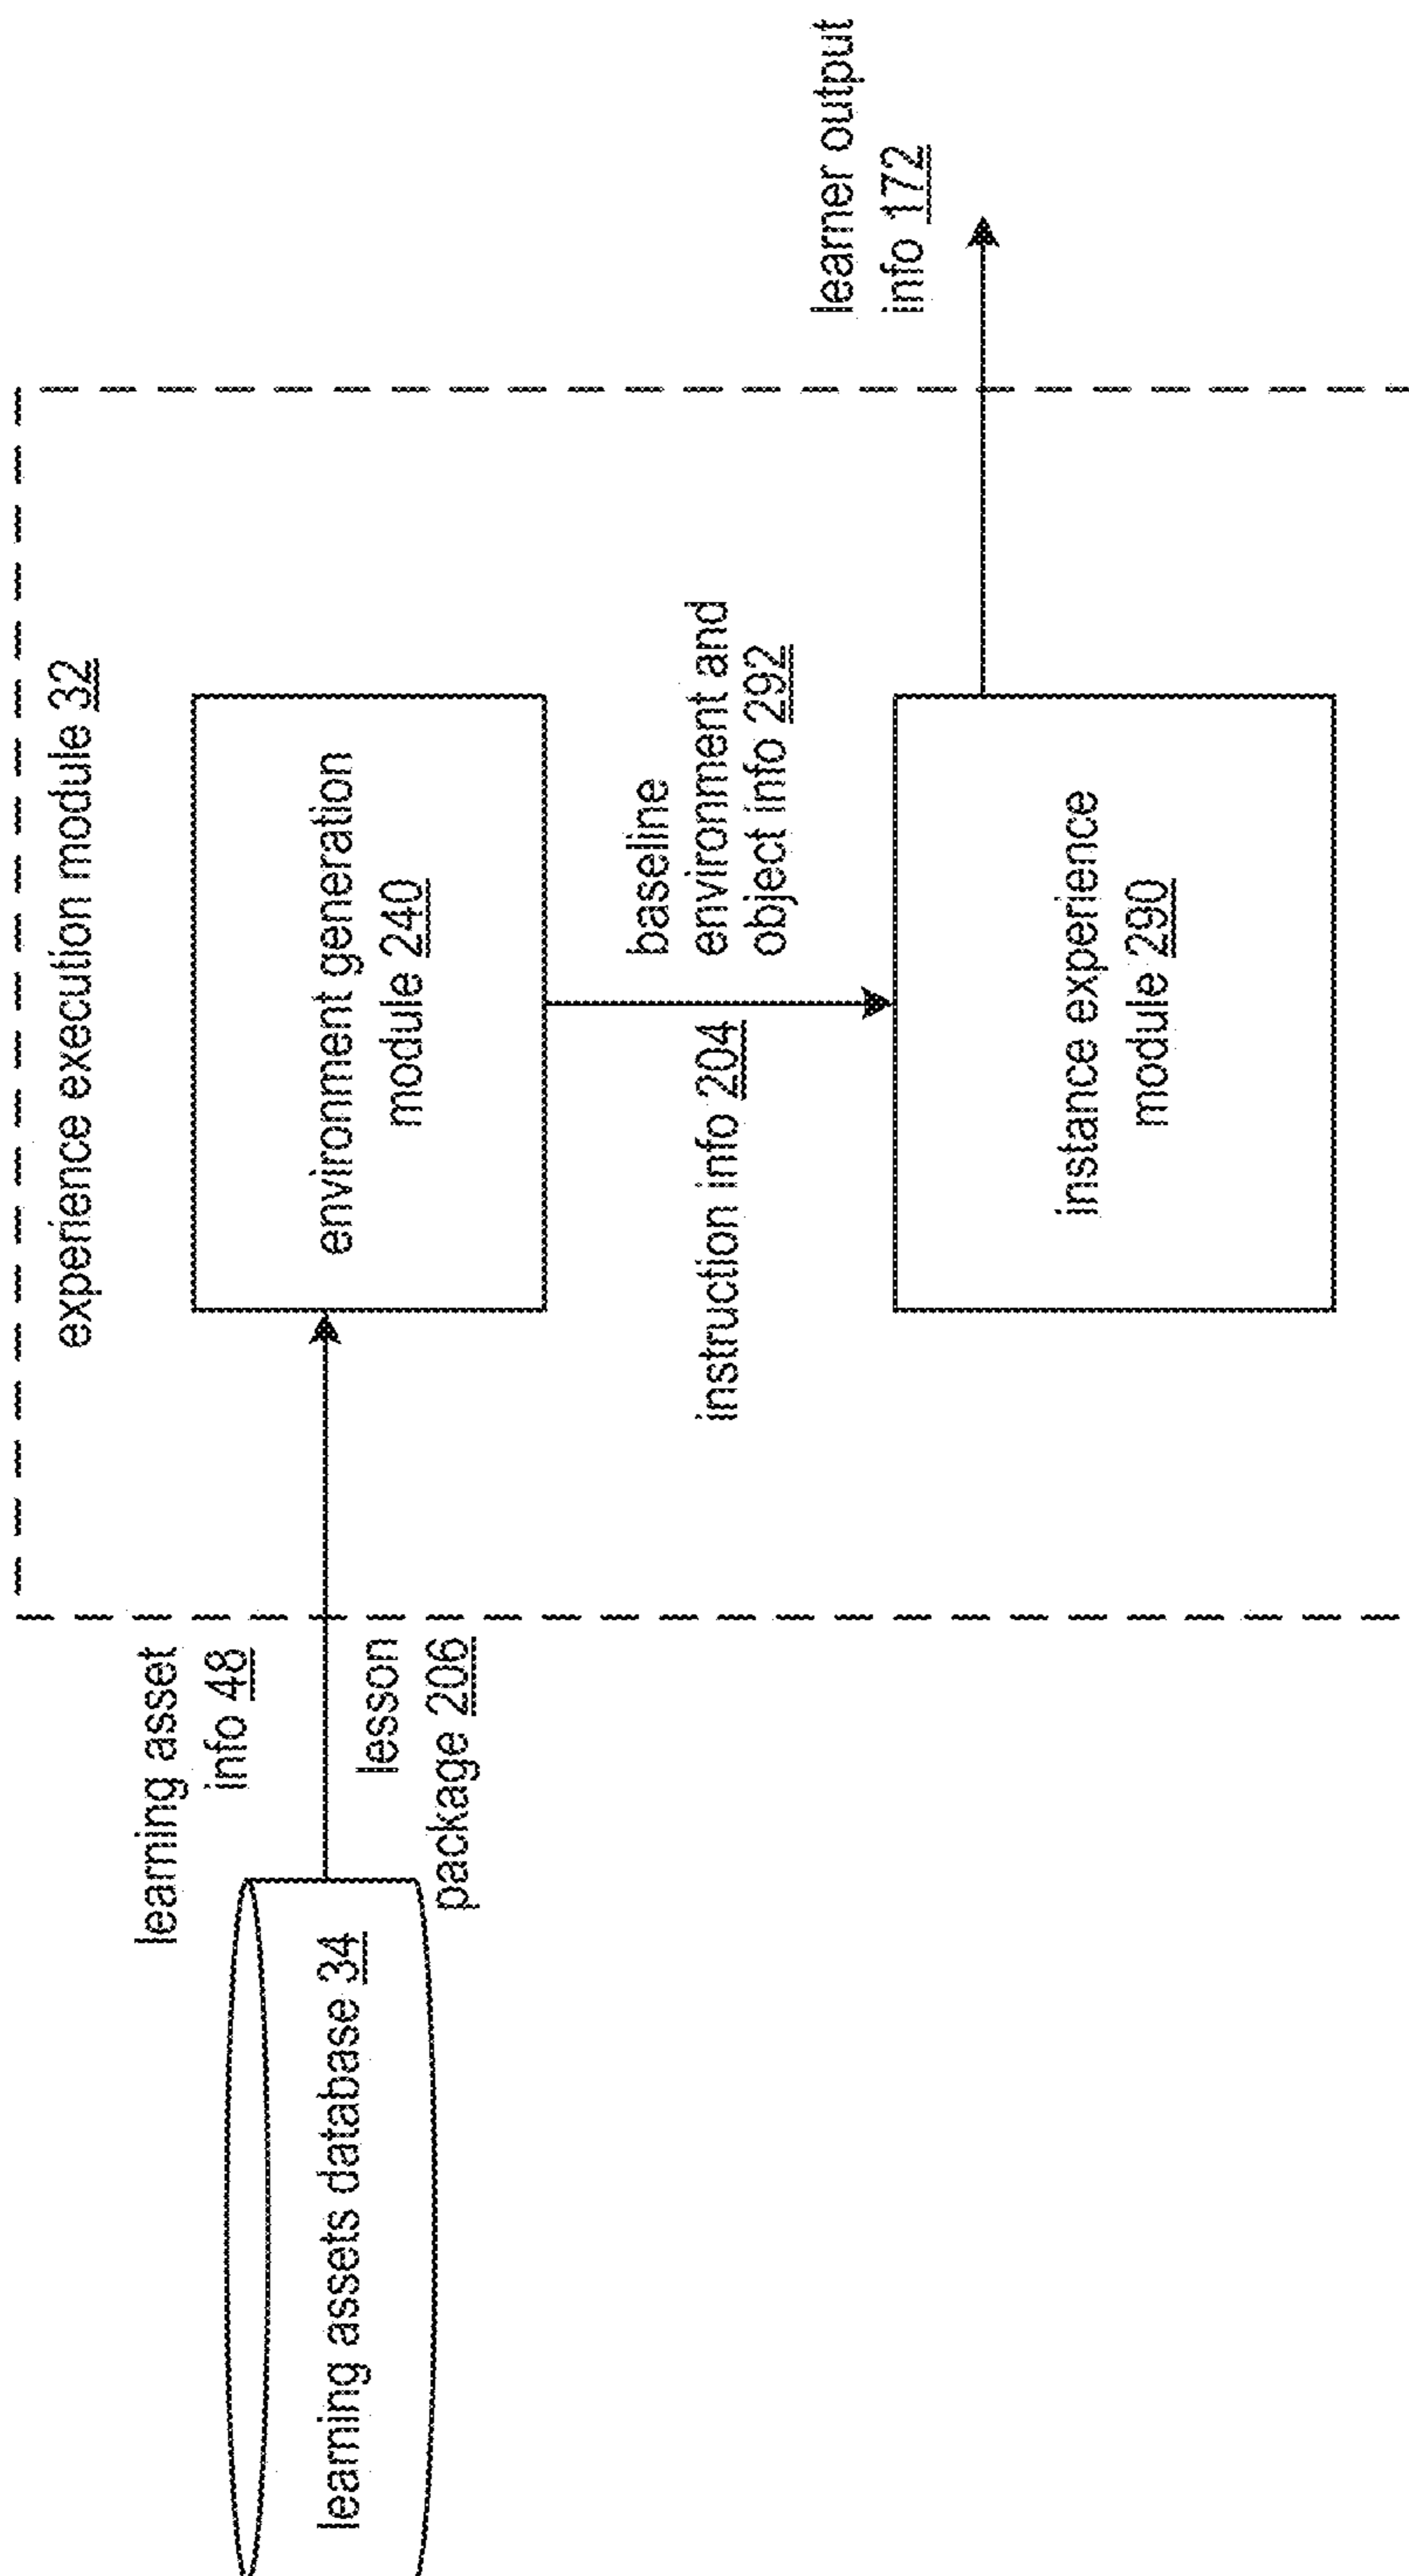 experience execution module 32
learning assets database 34
learning asset
info 48
lesson
package 206
environment generation
module 240
instruction info 204
baseline
environment and
object info 292
instance experience
module 290
learner output
info 172